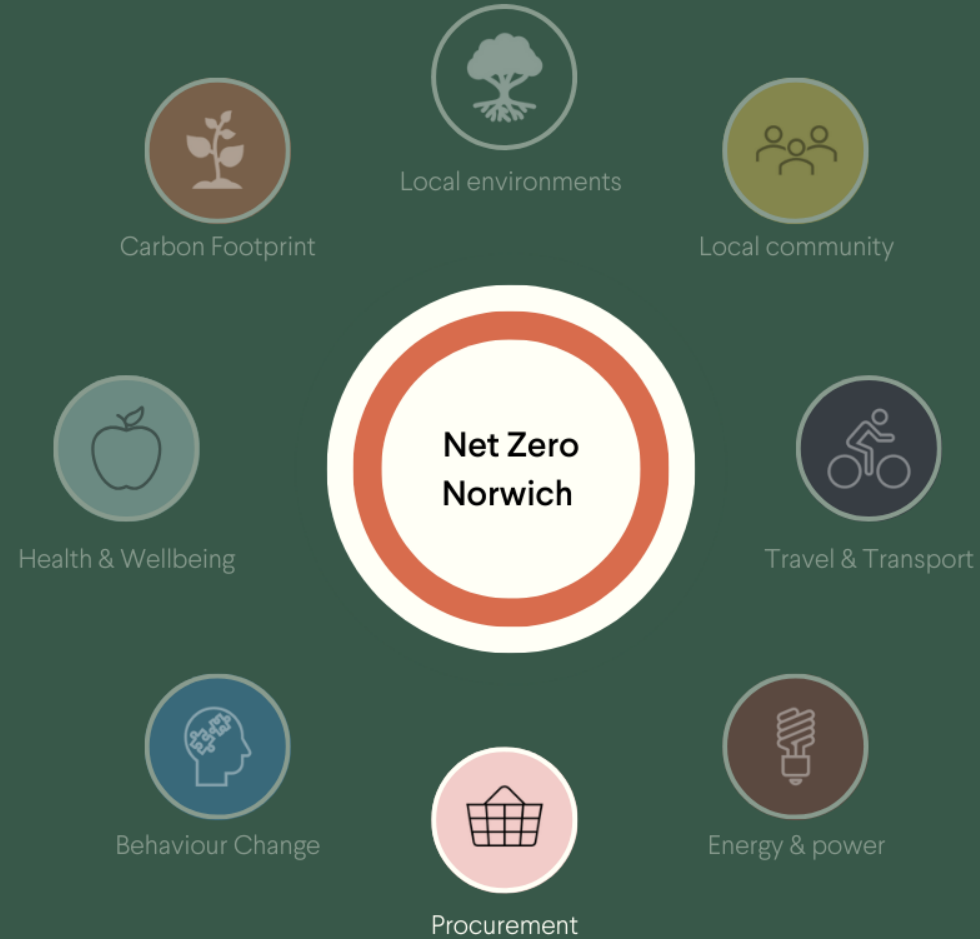 Local environments
Carbon Footprint
Local community
Net Zero
Norwich
Health & Wellbeing
Travel & Transport
Behaviour Change
Energy & power
Procurement